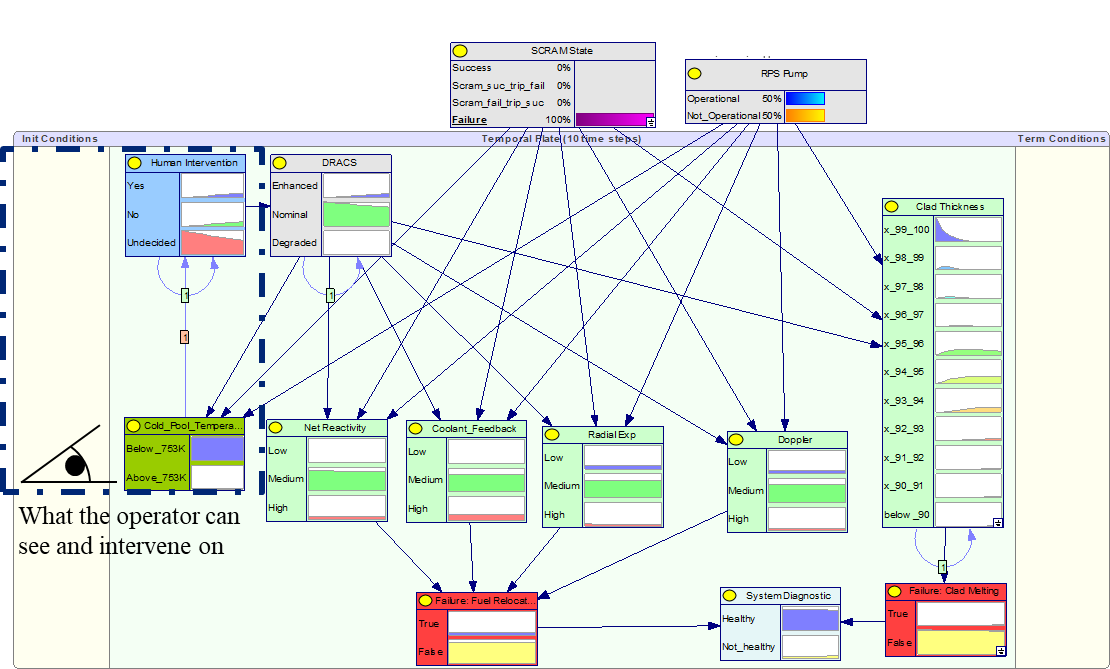 SCRAM State
Success 0%
Scram_suc_trip_fail 0%
Scram_fail_trip_suc 0%
Failure 100%
RPS Pump
Operational 50%
Not_Operational 50%
Init Conditions
Temporal Plate (10 time steps)
Term Conditions
Human Intervention
Yes
No
Undecided
1
1
DRACS
Enhanced
Nominal
Degraded
1
Clad Thickness
x_99_100
x_98_99
x_97_98
x_96_97
x_95_96
x_94_95
x_93_94
x_92_93
x_91_92
x_90_91
below_90
1
Cold_Pool_Tempera...
Below_753K
Above_753K
Net Reactivity
Low
Medium
High
Coolant_Feedback
Low
Medium
High
Radial Exp
Low
Medium
High
Doppler
Low
Medium
High
What the operator can
see and intervene on
Failure: Fuel Relocat...
True
False
System Diagnostic
Healthy
Not_healthy
Failure: Clad Melting
True
False